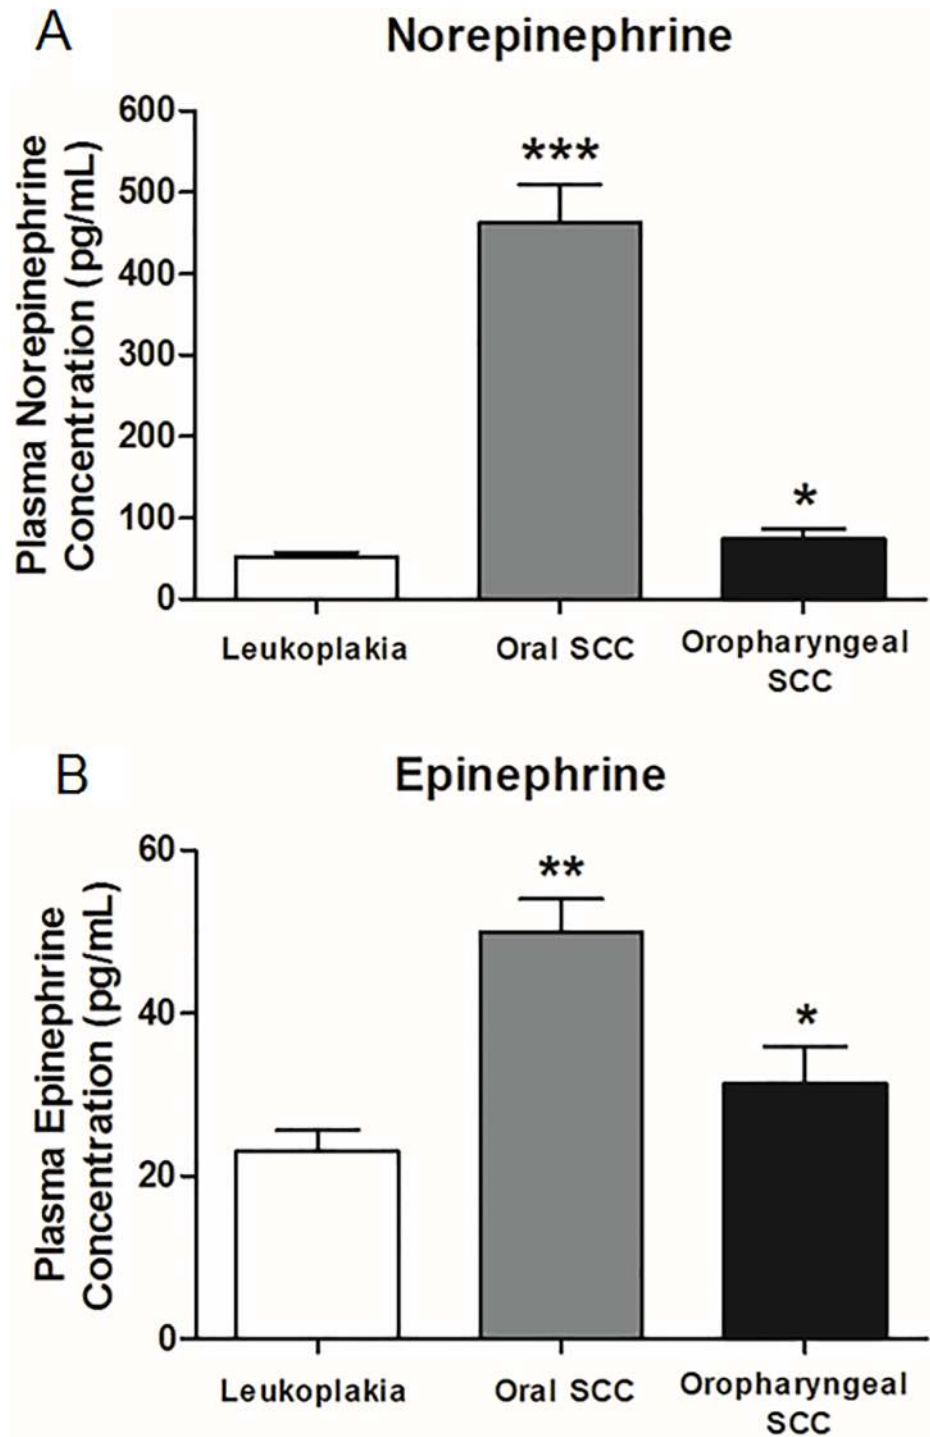 A
Norepinephrine
Plasma Norepinephrine
Concentration (pg/mL)
600
500
400
300
200
100
0
***
*
Leukoplakia
Oral SCC
Oropharyngeal
SCC
B
Epinephrine
Plasma Epinephrine
Concentration (pg/mL)
60
40
20
0
**
*
Leukoplakia
Oral SCC
Oropharyngeal
SCC